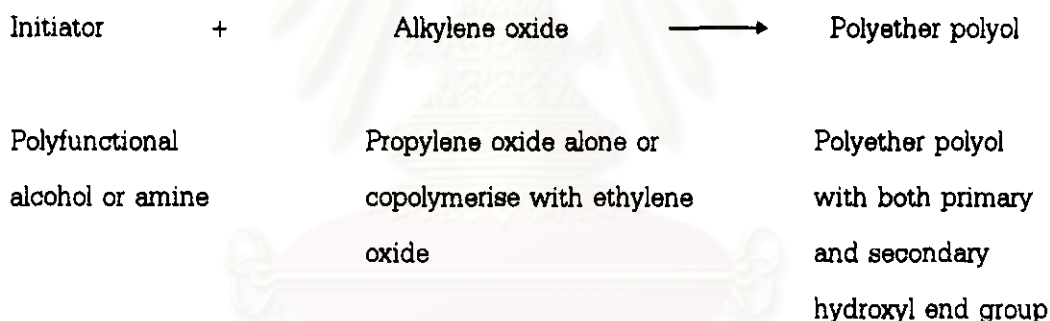 Initiator + Alkylene oxide ⟶ Polyether polyol
Polyfunctional Propylene oxide alone or Polyether polyol
alcohol or amine copolymerise with ethylene with both primary
oxide and secondary
hydroxyl end group